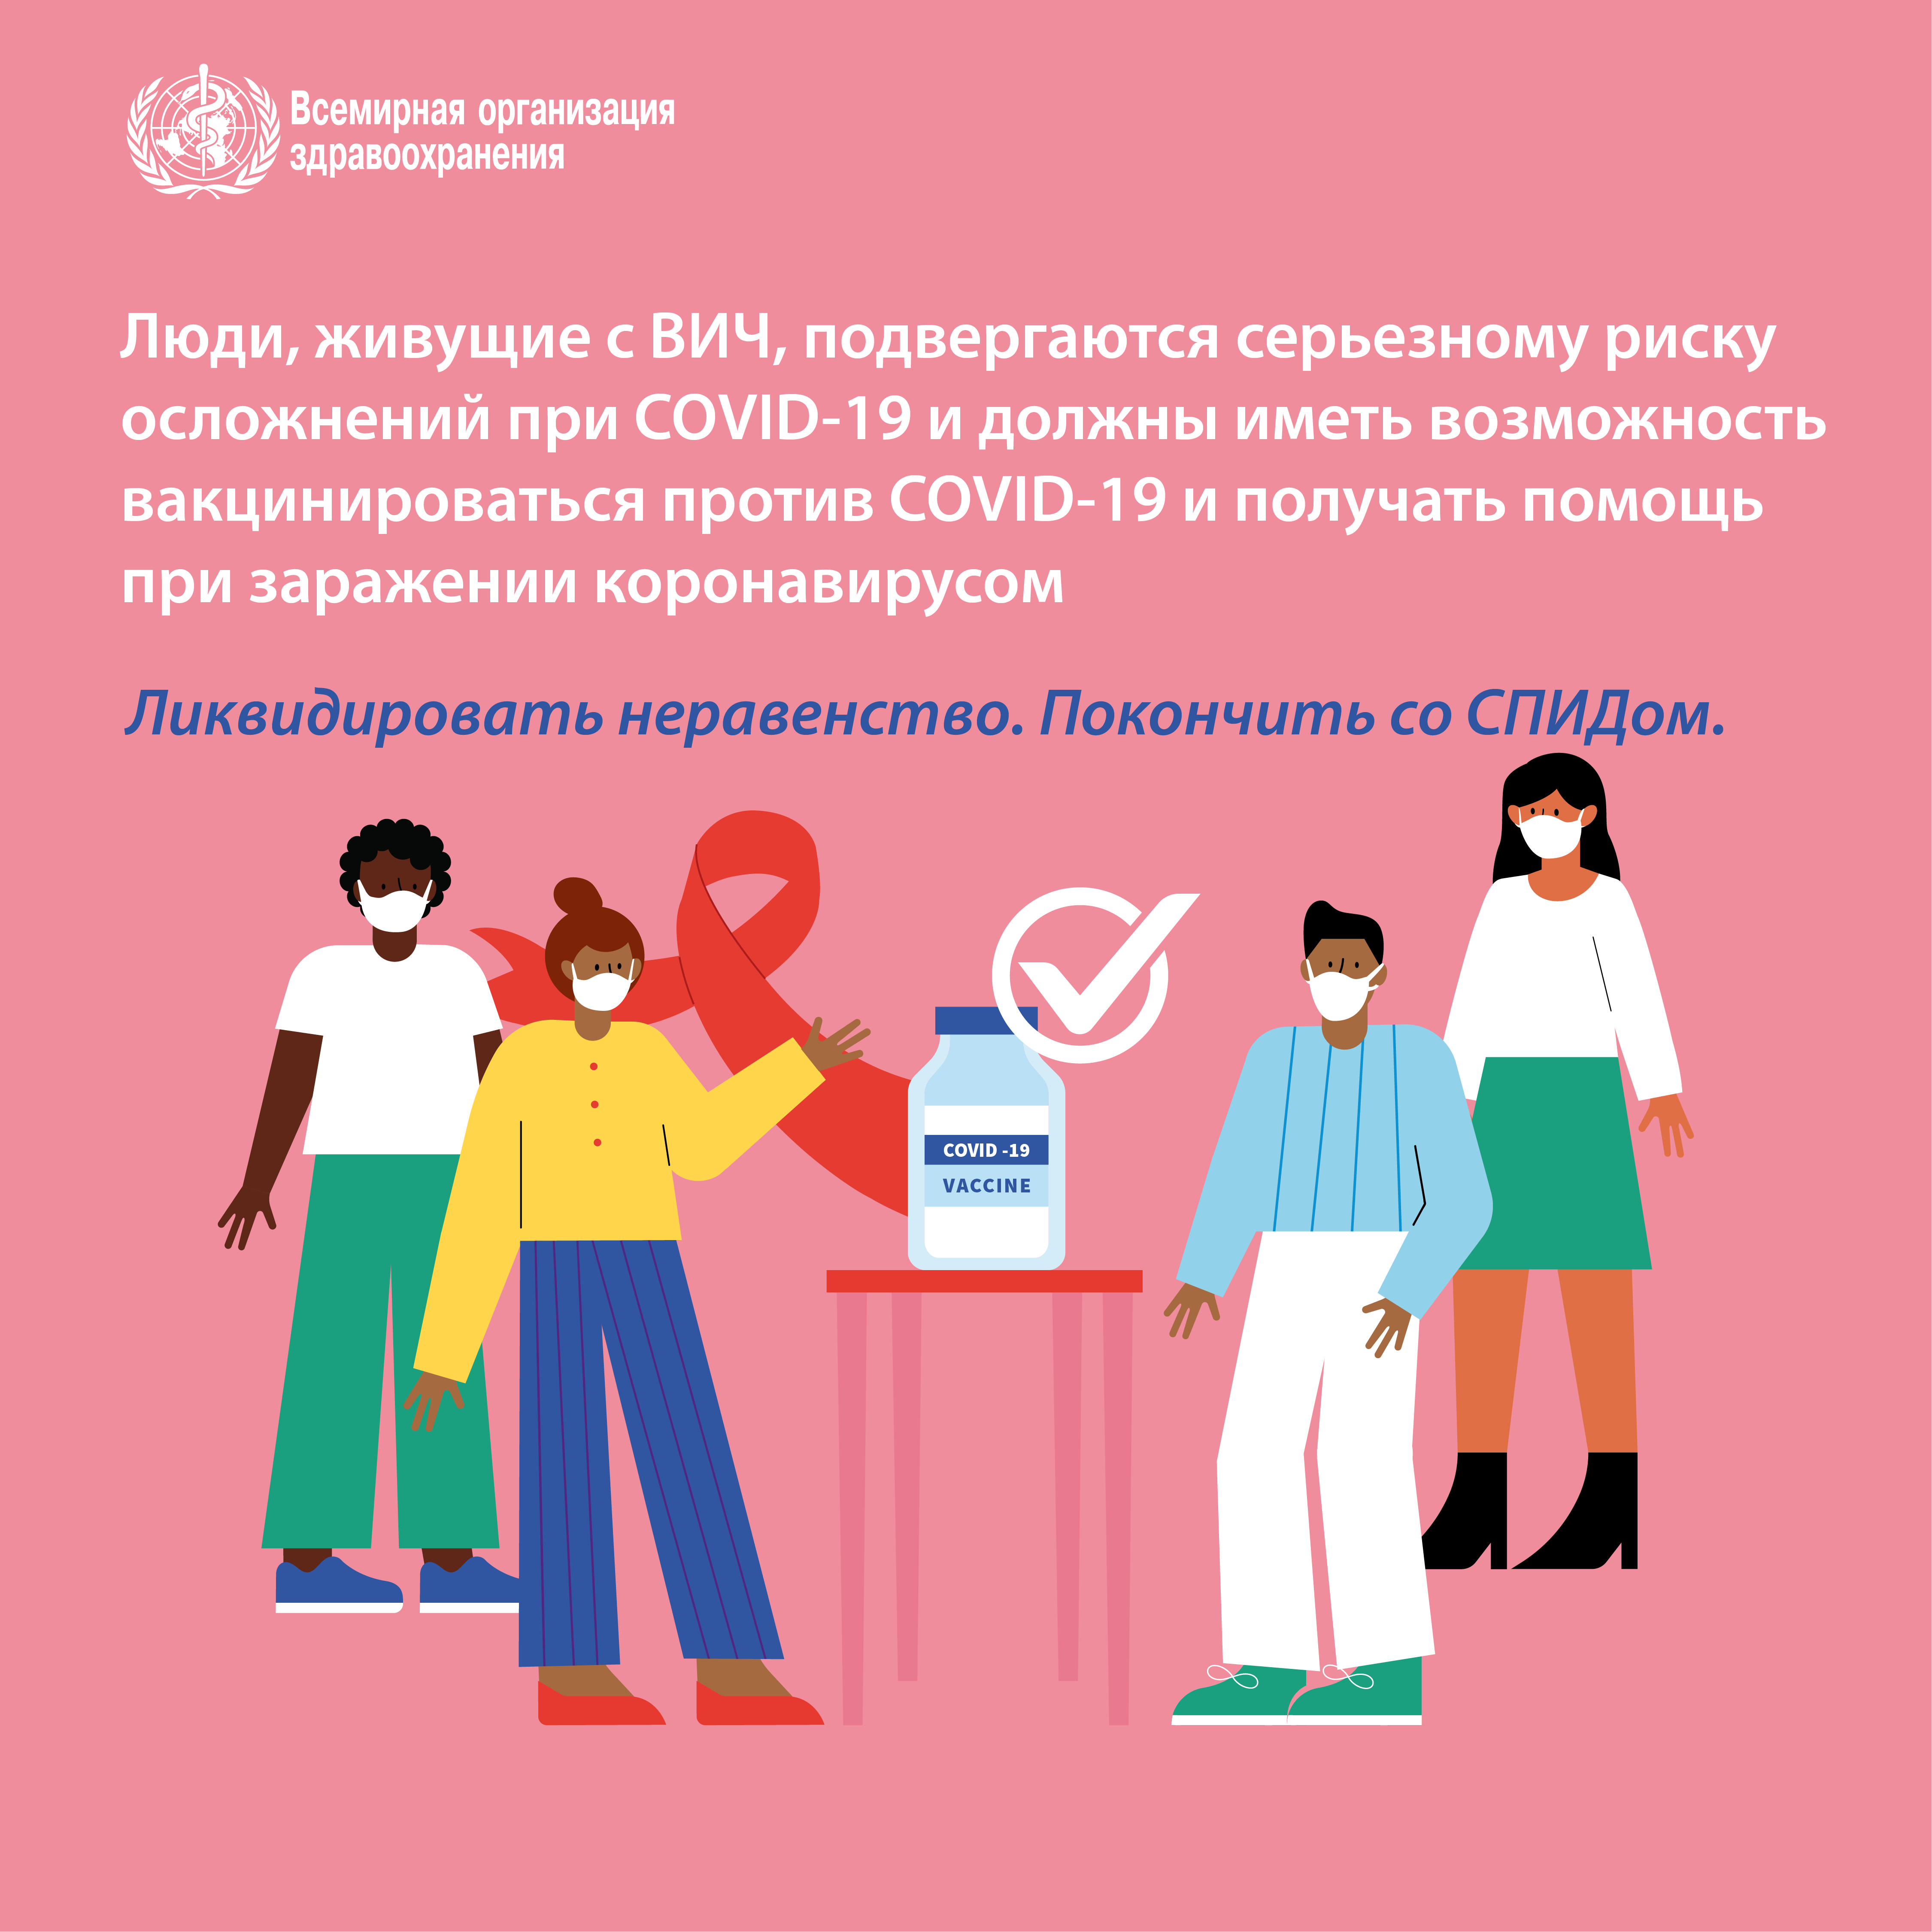 Всемирная организация
здравоохранения
Люди, живущие с ВИЧ, подвергаются серьезному риску
осложнений при COVID-19 и должны иметь возможность
вакцинироваться против COVID-19 и получать помощь
при заражении коронавирусом
Ликвидировать неравенство. Покончить со СПИДом.
COVID -19
VACCINE